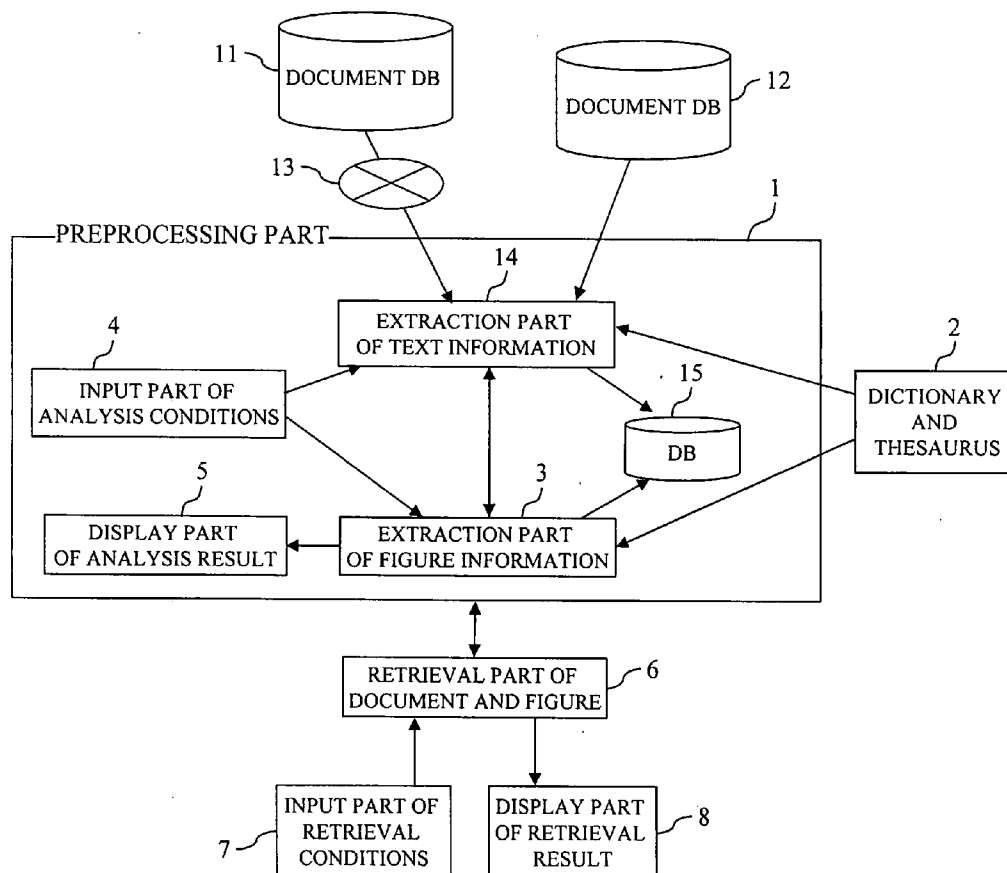 11
DOCUMENT DB
DOCUMENT DB
12
13
1
PREPROCESSING PART
14
EXTRACTION PART
OF TEXT INFORMATION
4
INPUT PART OF
ANALYSIS CONDITIONS
2
DICTIONARY
AND
THESAURUS
15
DB
5
DISPLAY PART
OF ANALYSIS RESULT
3
EXTRACTION PART
OF FIGURE INFORMATION
RETRIEVAL PART OF
DOCUMENT AND FIGURE
6
INPUT PART OF
RETRIEVAL
CONDITIONS
7
DISPLAY PART
OF RETRIEVAL
RESULT
8